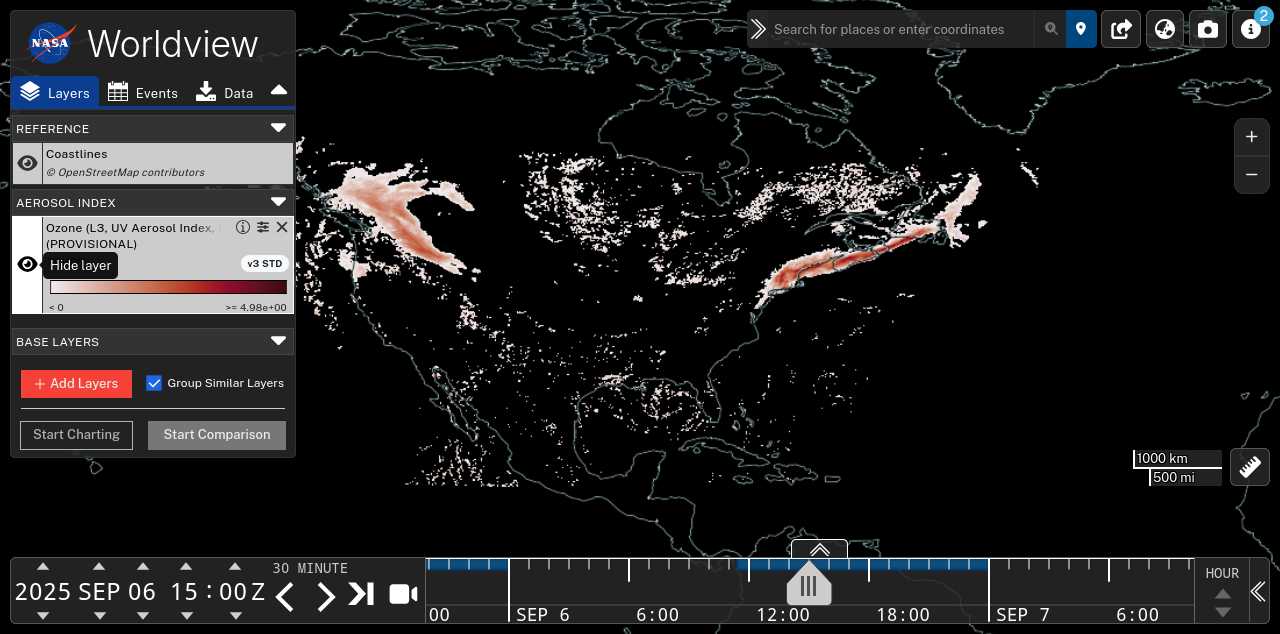 NASA
Worldview
Layers
Events
Data
REFERENCE
Coastlines
© OpenStreetMap contributors
AEROSOL INDEX
Ozone (L3, UV Aerosol Index,
(PROVISIONAL)
Hide layer
v3 STD
< 0
>= 4.98e+00
BASE LAYERS
+ Add Layers
Group Similar Layers
Start Charting
Start Comparison
Search for places or enter coordinates
2
+
−
1000 km
500 mi
2025 SEP 06 15:00Z
30 MINUTE
00
SEP 6
6:00
12:00
18:00
SEP 7
6:00
HOUR